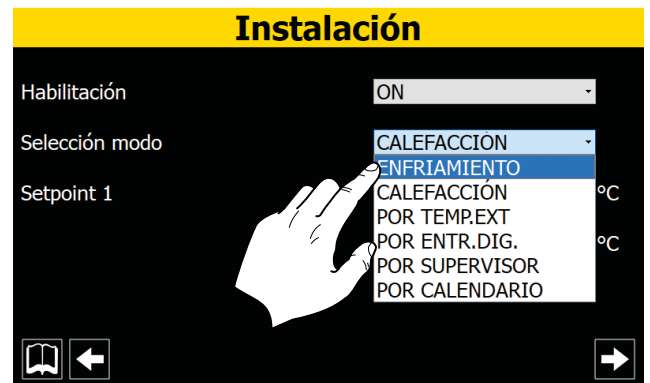 Instalación
Habilitación ON
Selección modo CALEFACCIÓN
ENFRIAMIENTO
Setpoint 1 CALEFACCIÓN °C
POR TEMP.EXT
POR ENTR.DIG. °C
POR SUPERVISOR
POR CALENDARIO